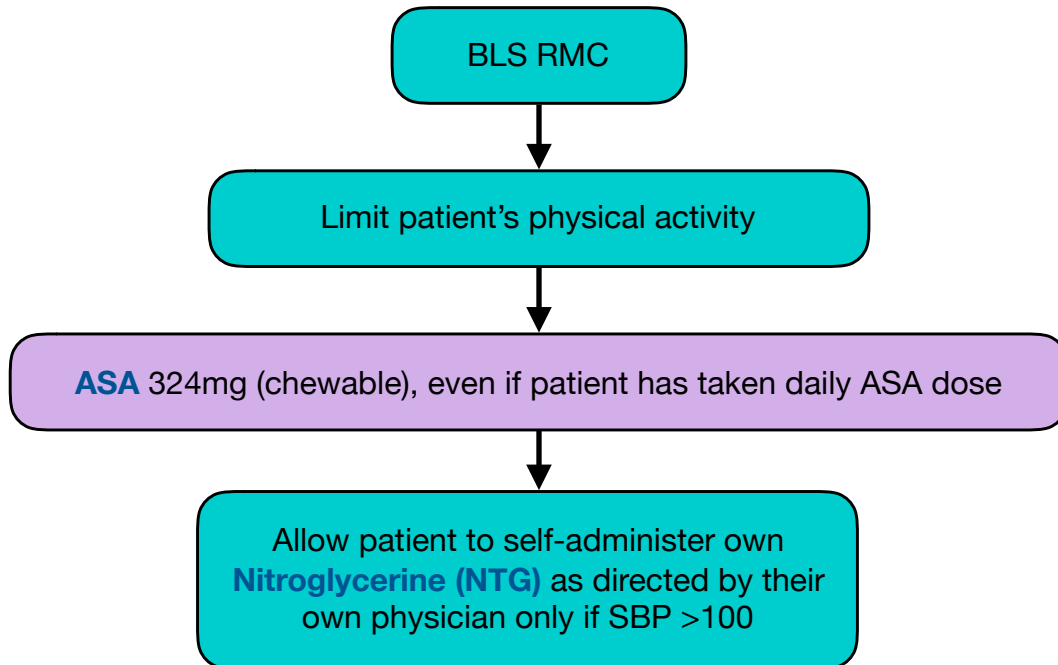 BLS RMC
Limit patient’s physical activity
ASA 324mg (chewable), even if patient has taken daily ASA dose
Allow patient to self-administer own
Nitroglycerine (NTG) as directed by their
own physician only if SBP >100